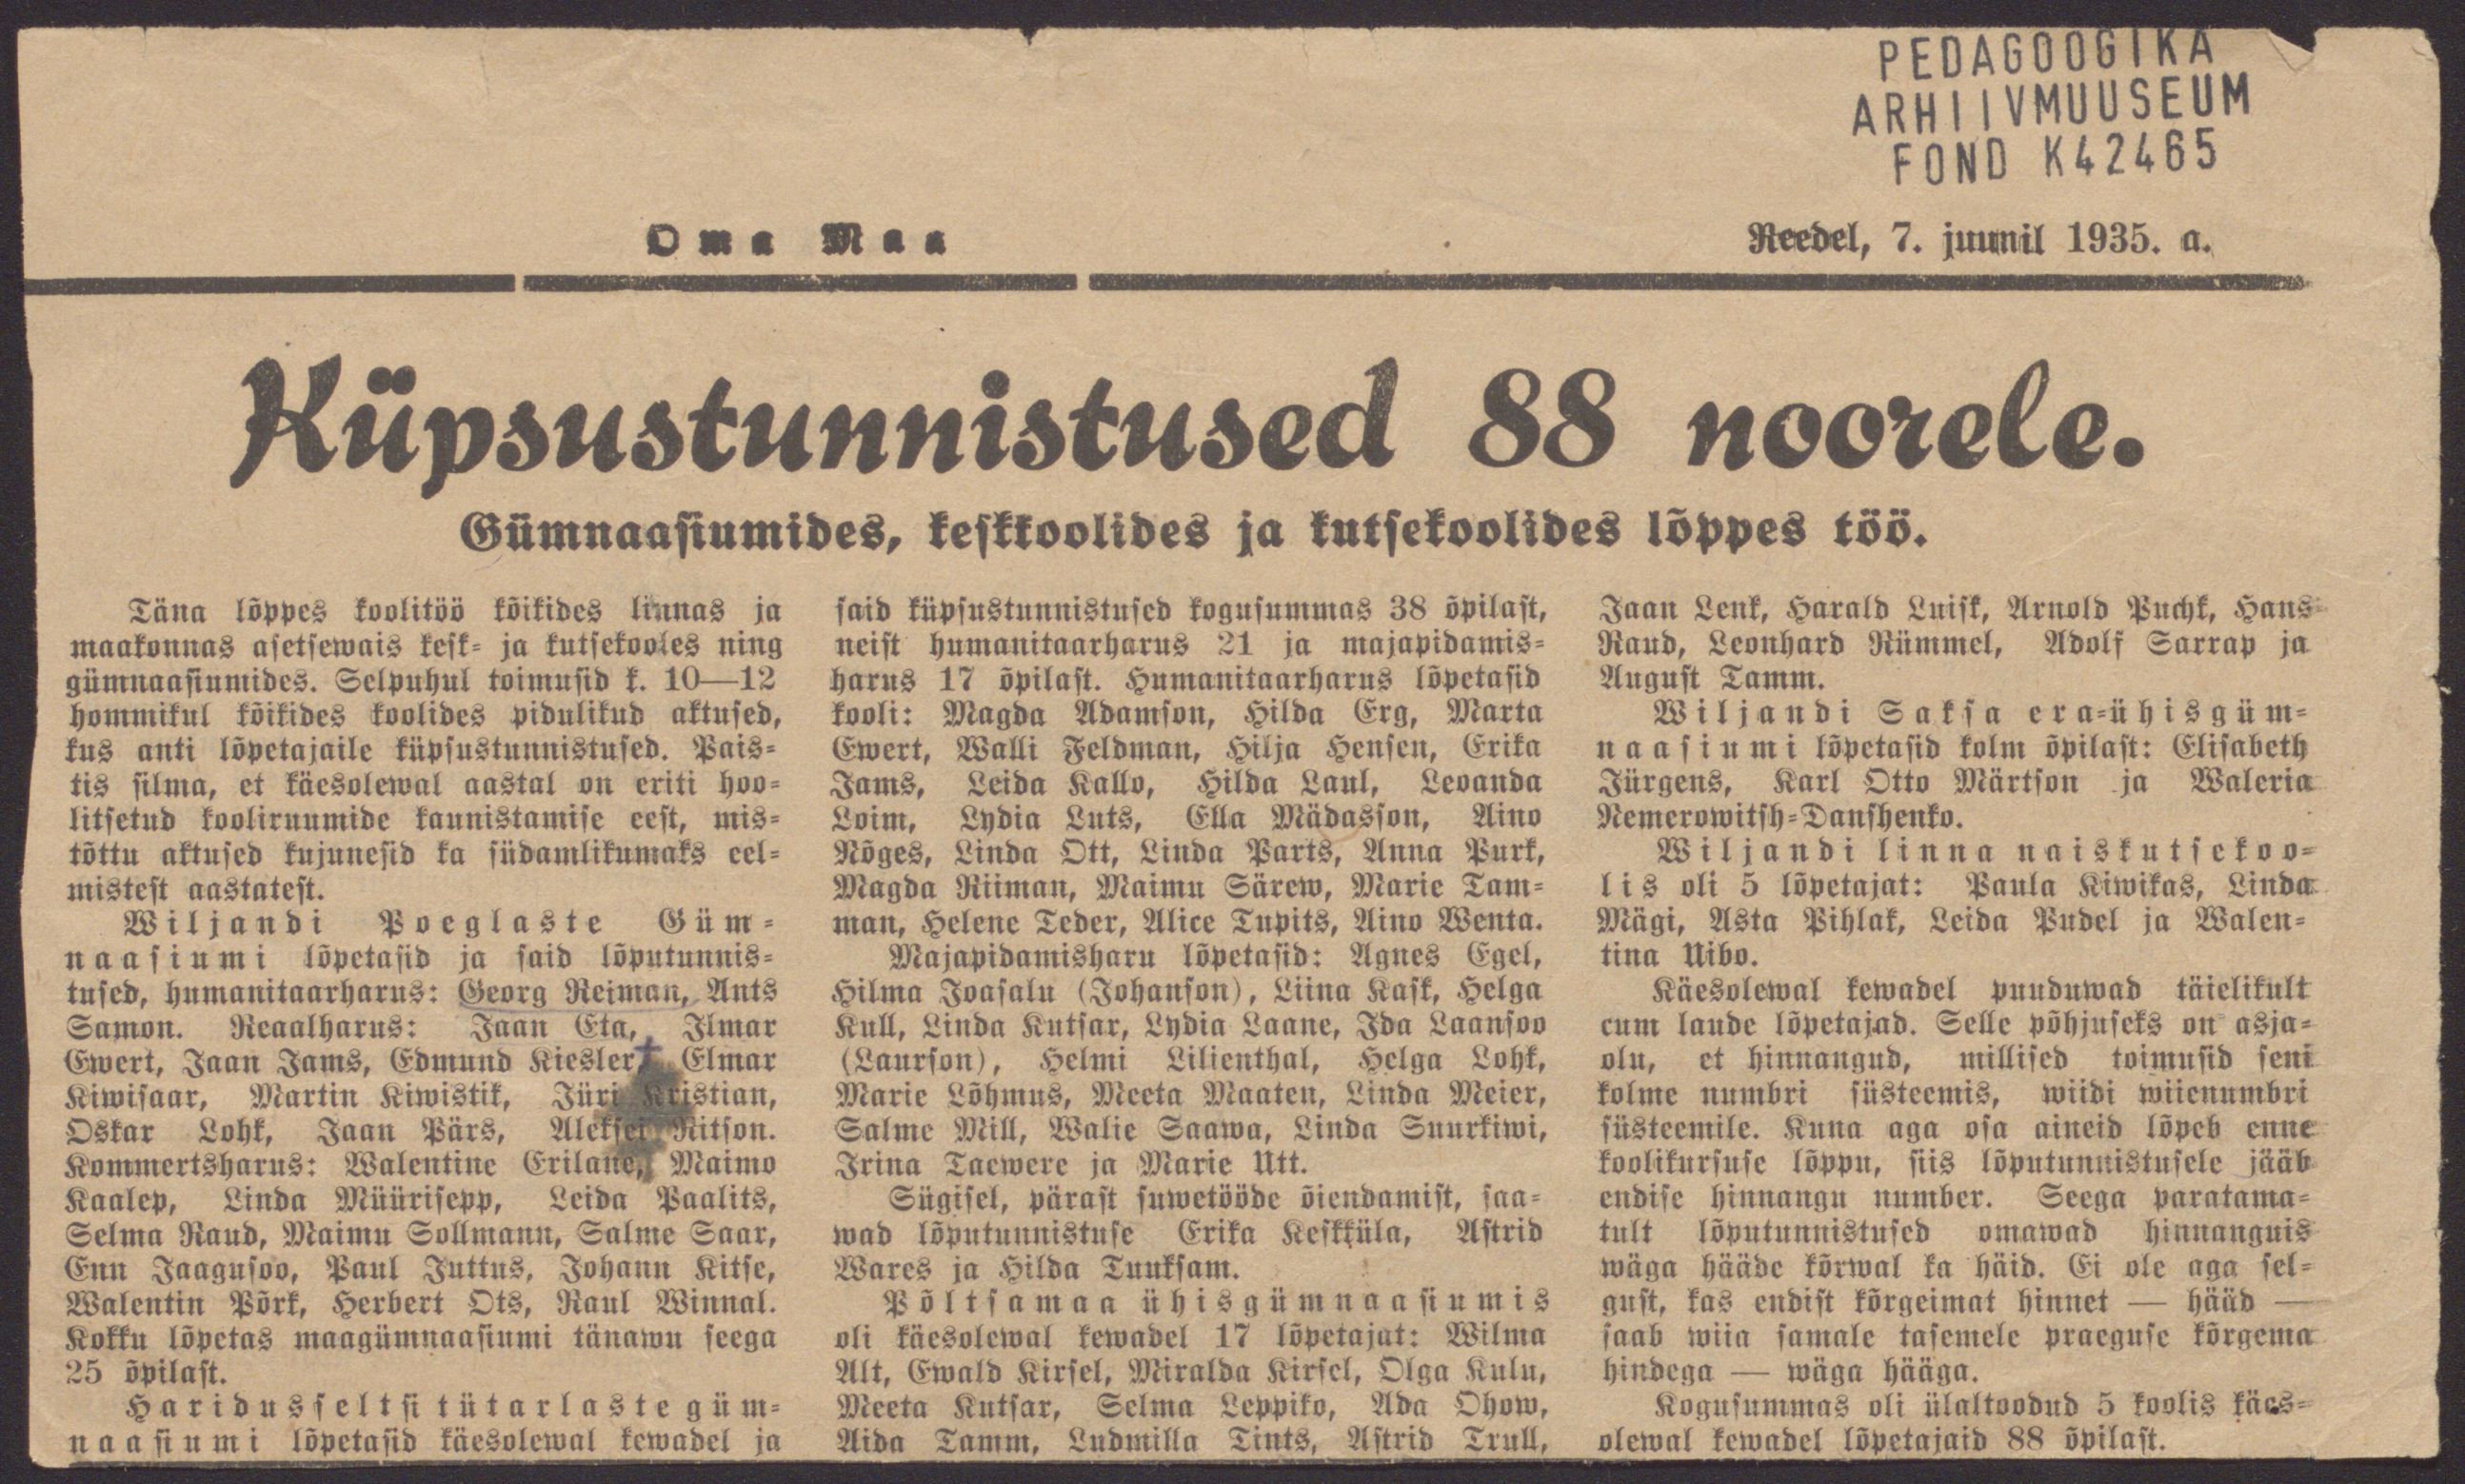 PEDAGOOGIKA
ARHIIVMUUSEUM
FOND K42465
Oma Maa
Reedel, 7. juunil 1935. a.
Küpsustunnistused 88 noorele.
Gümnaasiumides, keskkoolides ja kutsekoolides lõppes töö.
Täna lõppes koolitöö kõikides linnas ja
maakonnas asetsewais kesk- ja kutsekooles ning
gümnaasiumides. Selpuhul toimusid k. 10—12
hommikul kõikides koolides pidulikud aktused,
kus anti lõpetajaile küpsustunnistused. Pais-
tis silma, et käesolewal aastal on eriti hoo-
litsetud kooliruumide kaunistamise eest, mis-
tõttu aktused kujunesid ka südamlikumaks eel-
mistest aastatest.
Wiljandi Poeglaste Güm-
naasiumi lõpetasid ja said lõputunnis-
tused, humanitaarharus: Georg Reiman, Ants
Samon. Reaalharus: Jaan Eta, Ilmar
Ewert, Jaan Jams, Edmund Kiesler, Elmar
Kiwisaar, Martin Kiwistik, Jüri Kristian,
Oskar Lohk, Jaan Pärs, Aleksei Ritson.
Kommertsharus: Walentine Erilane, Maimo
Kaalep, Linda Müürisepp, Leida Paalits,
Selma Raud, Maimu Sollmann, Salme Saar,
Enn Jaagusoo, Paul Juttus, Johann Kitse,
Walentin Põrk, Herbert Ots, Raul Winnal.
Kokku lõpetas maagümnaasiumi tänawu seega
25 õpilast.
Haridusseltsi tütarlaste güm-
naasiumi lõpetasid käesolewal kewadel ja
said küpsustunnistused kogusummas 38 õpilast,
neist humanitaarharus 21 ja majapidamis-
harus 17 õpilast. Humanitaarharus lõpetasid
kooli: Magda Adamson, Hilda Erg, Marta
Ewert, Walli Feldman, Hilja Hensen, Erika
Jams, Leida Kallo, Hilda Laul, Leoanda
Loim, Lydia Luts, Ella Mädasson, Aino
Nõges, Linda Ott, Linda Parts, Anna Purk,
Magda Riiman, Maimu Särew, Marie Tam-
man, Helene Teder, Alice Tupits, Aino Wenta.
Majapidamisharu lõpetasid: Agnes Egel,
Hilma Joasalu (Johanson), Liina Kask, Helga
Kull, Linda Kutsar, Lydia Laane, Ida Laansoo
(Laurson), Helmi Lilienthal, Helga Lohk,
Marie Lõhmus, Meeta Maaten, Linda Meier,
Salme Mill, Walie Saawa, Linda Suurkiwi,
Irina Taewere ja Marie Utt.
Sügisel, pärast suwetööde õiendamist, saa-
wad lõputunnistuse Erika Keskküla, Astrid
Wares ja Hilda Tuuksam.
Põltsamaa ühisgümnaasiumis
oli käesolewal kewadel 17 lõpetajat: Wilma
Alt, Ewald Kirsel, Miralda Kirsel, Olga Kulu,
Meeta Kutsar, Selma Leppiko, Ada Ohow,
Aida Tamm, Ludmilla Tints, Astrid Trull,
Jaan Lenk, Harald Luisk, Arnold Puchk, Hans
Raud, Leonhard Rümmel, Adolf Sarrap ja
August Tamm.
Wiljandi Saksa era-ühisgüm-
naasiumi lõpetasid kolm õpilast: Elisabeth
Jürgens, Karl Otto Märtson ja Waleria
Nemerowitsh-Danshenko.
Wiljandi linna naiskutsekoo-
lis oli 5 lõpetajat: Paula Kiwikas, Linda
Mägi, Asta Pihlak, Leida Pudel ja Walen-
tina Uibo.
Käesolewal kewadel puuduwad täielikult
cum laude lõpetajad. Selle põhjuseks on asja-
olu, et hinnangud, millised toimusid seni
kolme numbri süsteemis, wiidi wiienumbri
süsteemile. Kuna aga osa aineid lõpeb enne
koolikursuse lõppu, siis lõputunnistusele jääb
endise hinnangu number. Seega paratama-
tult lõputunnistused omawad hinnanguis
wäga hääde kõrwal ka häid. Ei ole aga sel-
gust, kas endist kõrgeimat hinnet — hääd —
saab wiia samale tasemele praeguse kõrgema
hindega — wäga hääga.
Kogusummas oli ülaltoodud 5 koolis käes-
olewal kewadel lõpetajaid 88 õpilast.